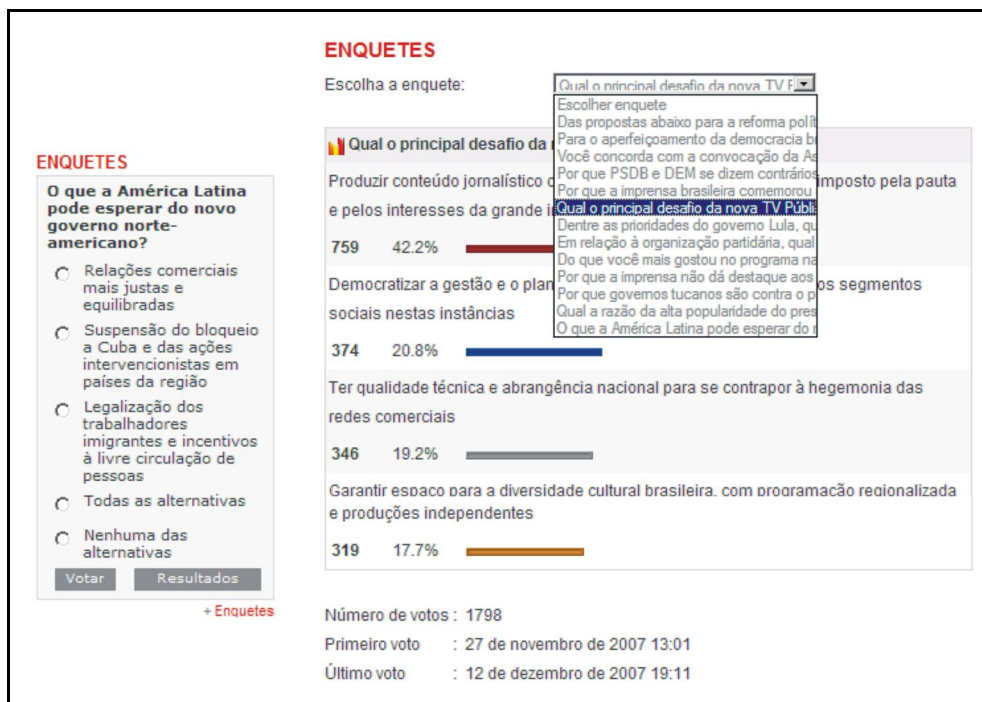 ENQUETES
O que a América Latina
pode esperar do novo
governo norte-
americano?
Relações comerciais
mais justas e
equilibradas
Suspensão do bloqueio
a Cuba e das ações
intervencionistas em
países da região
Legalização dos
trabalhadores
imigrantes e incentivos
à livre circulação de
pessoas
Todas as alternativas
Nenhuma das
alternativas
Votar Resultados
+ Enquetes
ENQUETES
Escolha a enquete: Qual o principal desafio da nova TV
Escolher enquete
Das propostas abaixo para a reforma
Para o aperfeiçoamento da democracia
Você concorda com a convocação da
Por que PSDB e DEM se dizem contrários
Por que a imprensa brasileira comemorou
Qual o principal desafio da nova TV
Dentre as prioridades do governo Lula,
Em relação à organização partidária, qual
Do que você mais gostou no programa
Por que a imprensa não dá destaque aos
Por que governos tucanos são contra o
Qual a razão da alta popularidade do
O que a América Latina pode esperar do
Qual o principal desafio da
Produzir conteúdo jornalístico imposto pela pauta
e pelos interesses da grande
759 42.2%
Democratizar a gestão e o segmentos
sociais nestas instâncias
374 20.8%
Ter qualidade técnica e abrangência nacional para se contrapor à hegemonia das
redes comerciais
346 19.2%
Garantir espaço para a diversidade cultural brasileira, com programação regionalizada
e produções independentes
319 17.7%
Número de votos : 1798
Primeiro voto : 27 de novembro de 2007 13:01
Último voto : 12 de dezembro de 2007 19:11